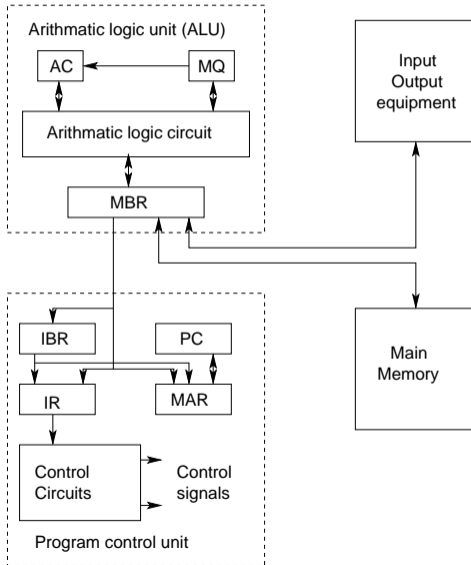 Arithmatic logic unit (ALU)
AC
MQ
Arithmatic logic circuit
MBR
Input
Output
equipment
IBR
PC
IR
MAR
Main
Memory
Control
Circuits
Control
signals
Program control unit